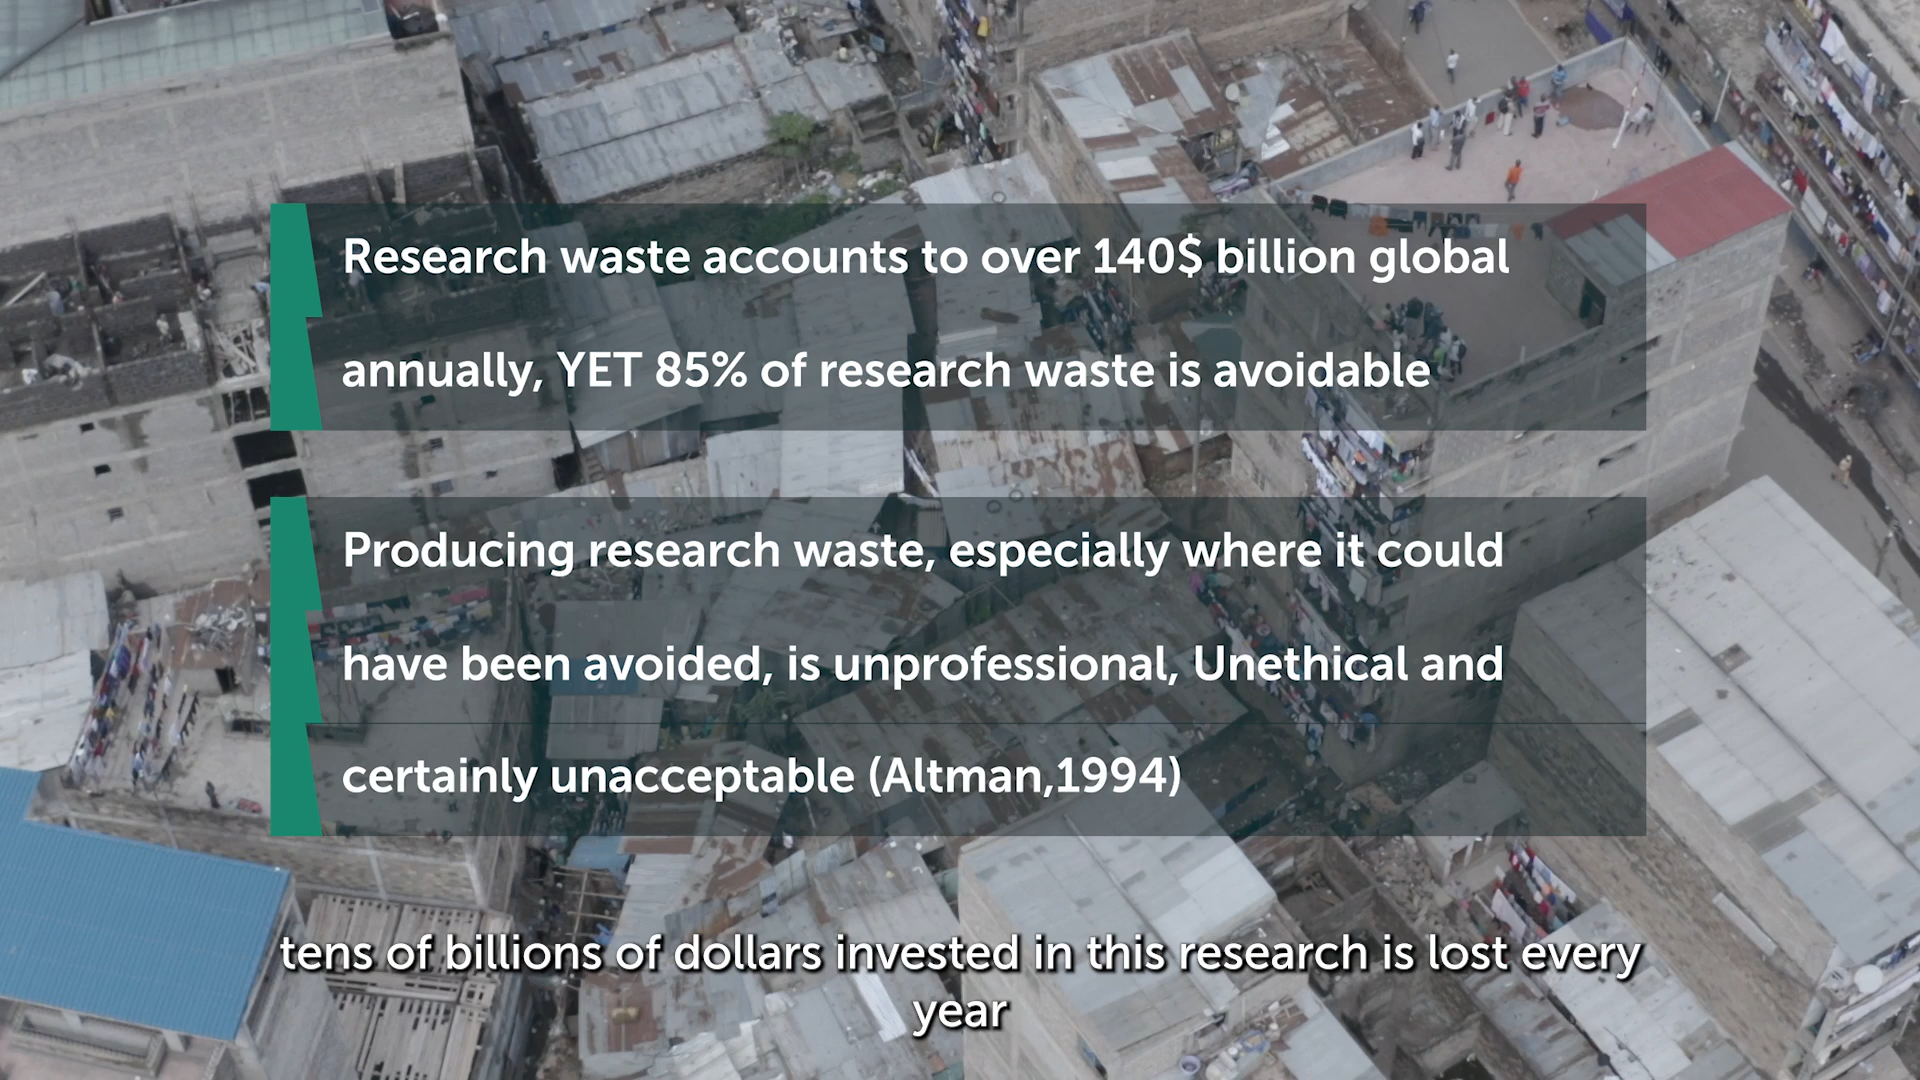 Research waste accounts to over 140$ billion global
annually, YET 85% of research waste is avoidable
Producing research waste, especially where it could
have been avoided, is unprofessional, Unethical and
certainly unacceptable (Altman,1994)
tens of billions of dollars invested in this research is lost every
year